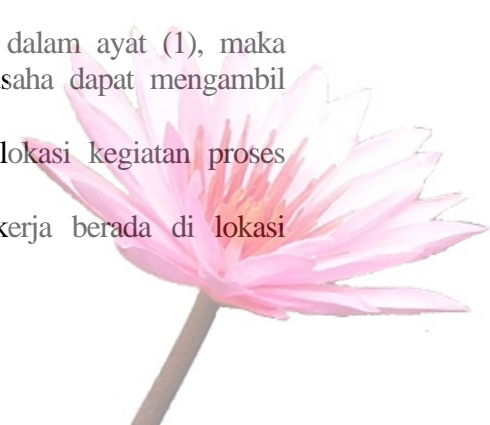 dalam ayat (1), maka
saha dapat mengambil
lokasi kegiatan proses
kerja berada di lokasi